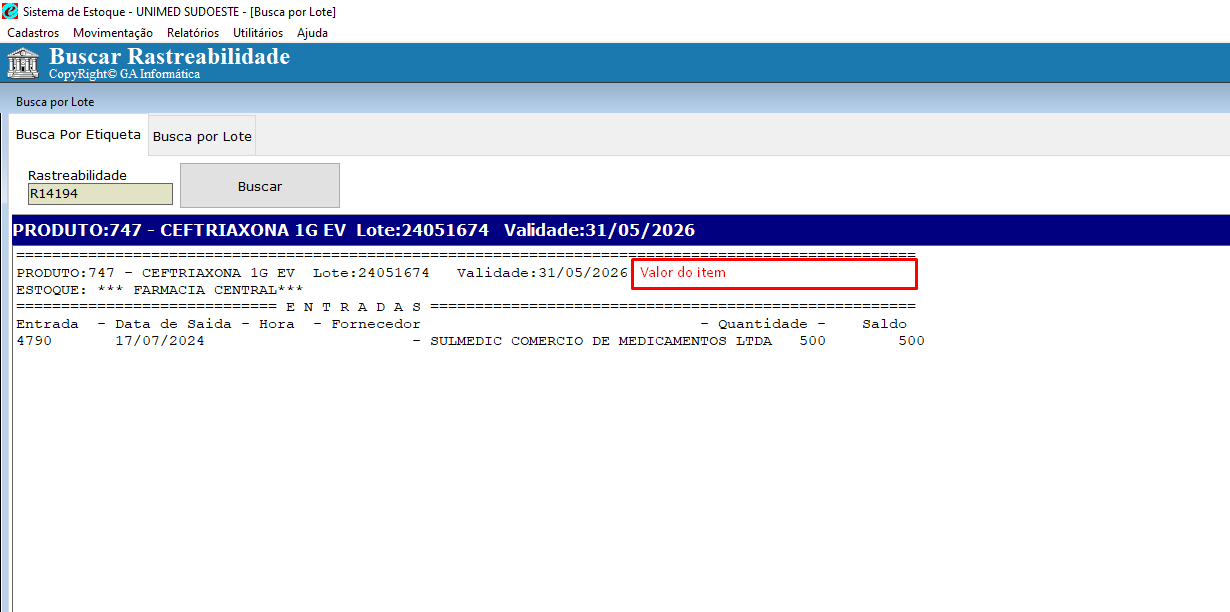 Sistema de Estoque - UNIMED SUDOESTE - [Busca por Lote]
Cadastros Movimentação Relatórios Utilitários Ajuda
Buscar Rastreabilidade
CopyRight© GA Informática
Busca por Lote
Busca Por Etiqueta Busca por Lote
Rastreabilidade
R14194
Buscar
PRODUTO:747 - CEFTRIAXONA 1G EV Lote:24051674 Validade:31/05/2026
====================================================================================================
PRODUTO:747 - CEFTRIAXONA 1G EV Lote:24051674 Validade:31/05/2026 Valor do item
ESTOQUE: *** FARMACIA CENTRAL***
============================= E N T R A D A S ======================================================
Entrada - Data de Saida - Hora - Fornecedor - Quantidade - Saldo
4790 17/07/2024 - SULMEDIC COMERCIO DE MEDICAMENTOS LTDA 500 500